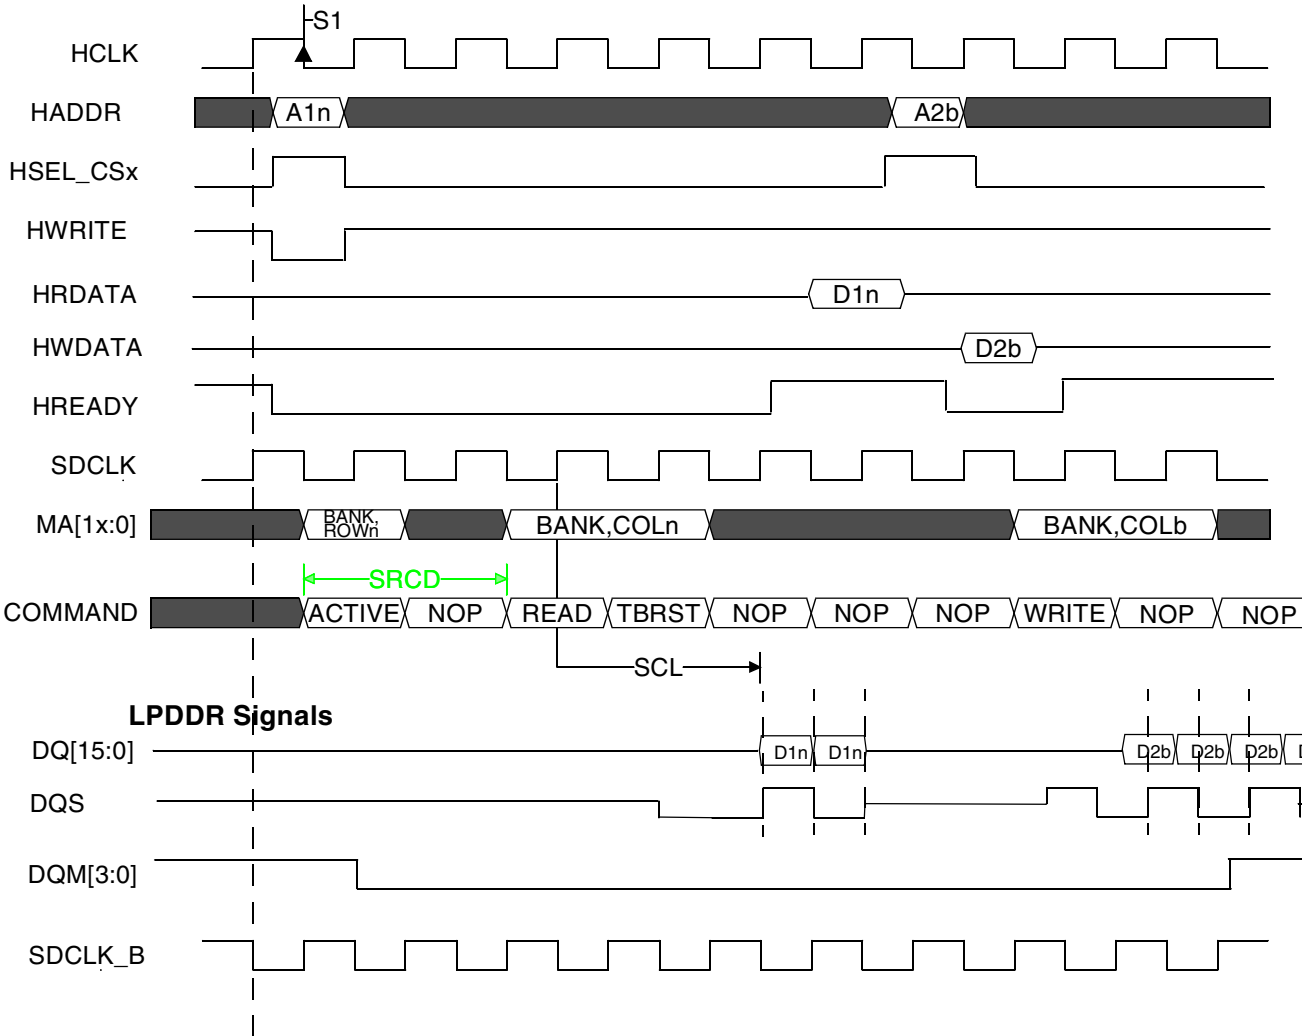 S1
HCLK
HADDR A1n A2b
HSEL_CSx
HWRITE
HRDATA D1n
HWDATA D2b
HREADY
SDCLK
MA[1x:0] BANK, ROWn BANK,COLn BANK,COLb
SRCD
COMMAND ACTIVE NOP READ TBRST NOP NOP NOP WRITE NOP NOP
SCL
LPDDR Signals
DQ[15:0] D1n D1n D2b D2b D2b
DQS
DQM[3:0]
SDCLK_B